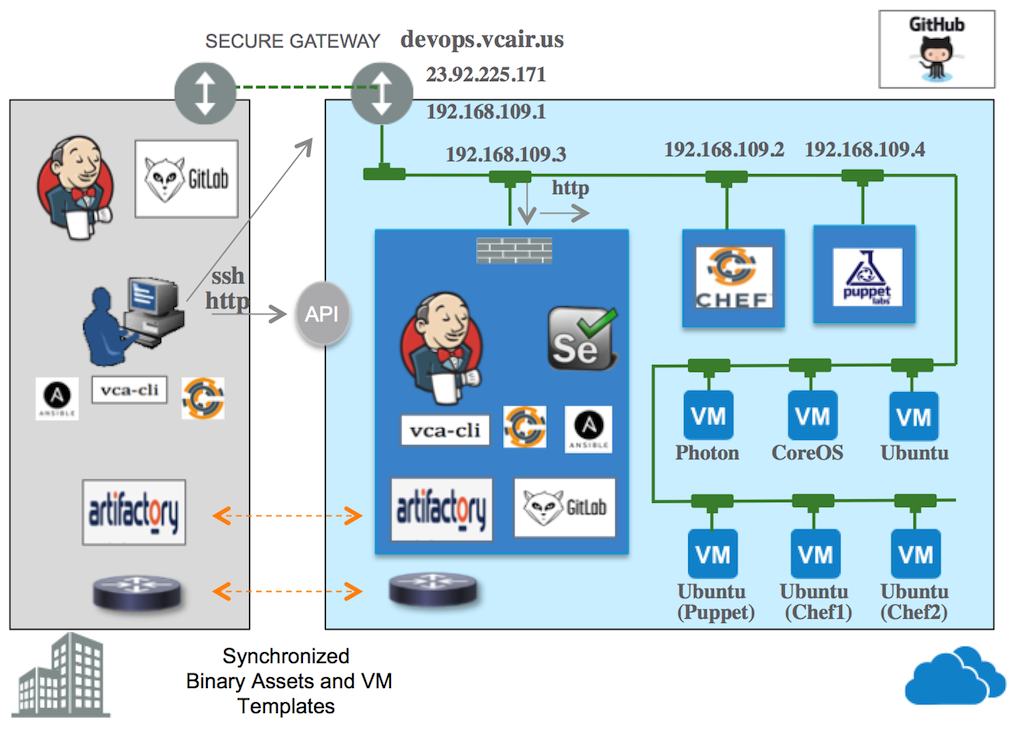 GitHub
SECURE GATEWAY
devops.vcair.us
23.92.225.171
192.168.109.1
192.168.109.3
192.168.109.2
192.168.109.4
http
GitLab
ssh
http
API
CHEF
puppet
labs
Se
vca-cli
ANSIBLE
vca-cli
ANSIBLE
VM
VM
VM
Photon
CoreOS
Ubuntu
artifactory
artifactory
GitLab
VM
VM
VM
Ubuntu
(Puppet)
Ubuntu
(Chef1)
Ubuntu
(Chef2)
Synchronized
Binary Assets and VM
Templates